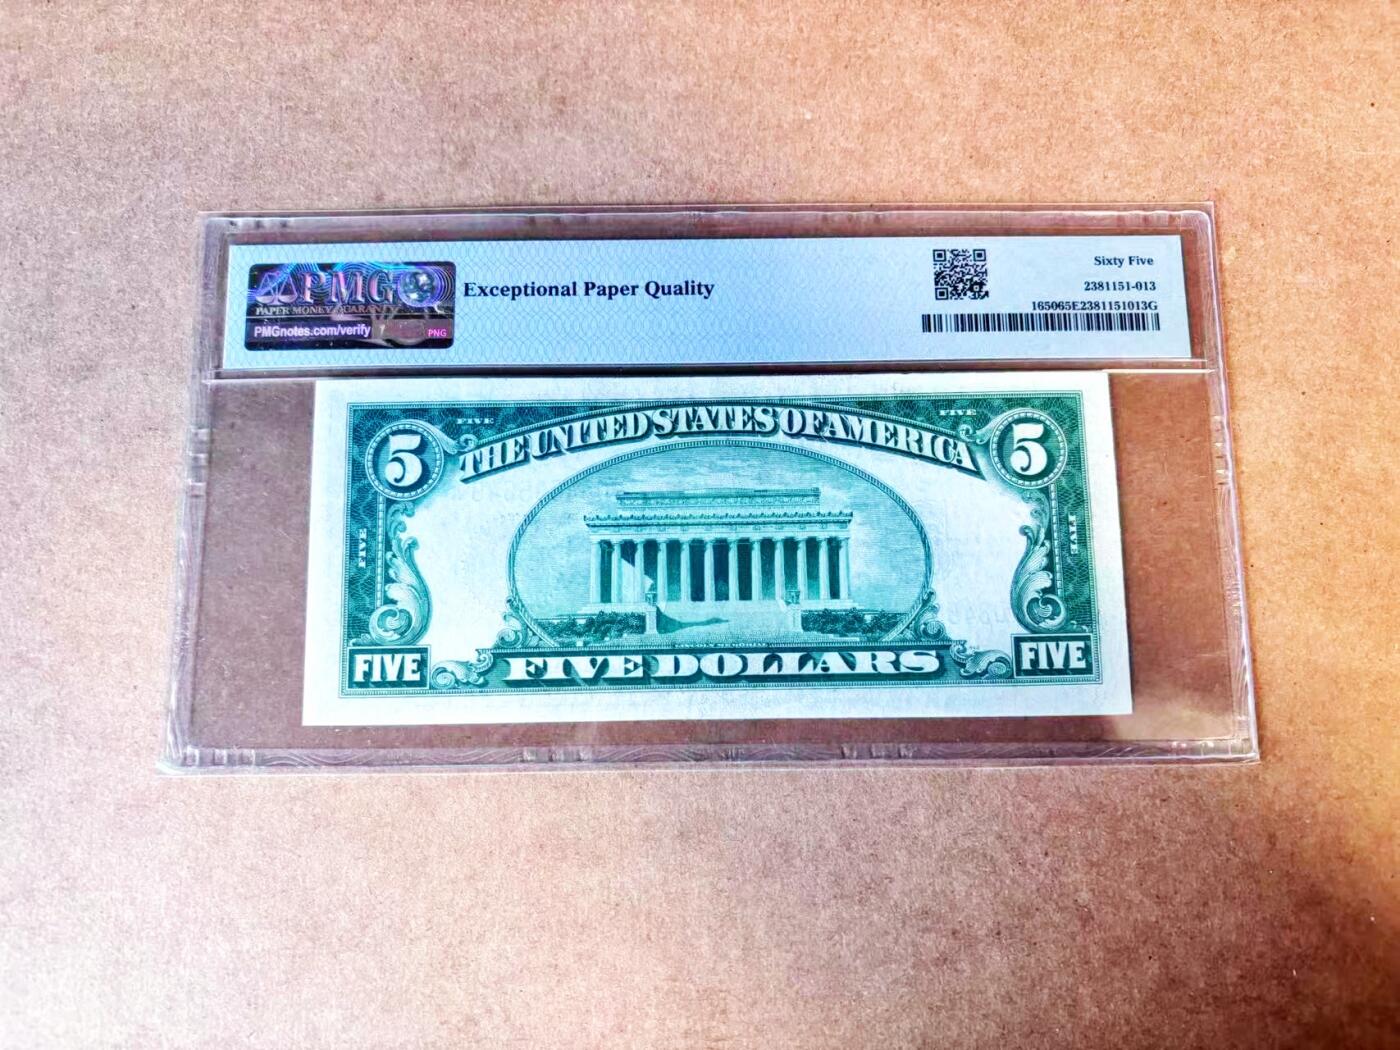 PMG
PAPER MONEY GUARANTY
PMGnotes.com/verify
PNG
Exceptional Paper Quality
Sixty Five
2381151-013
165065E2381151013G
FIVE FIVE
5 THE UNITED STATES OF AMERICA 5
FIVE FIVE
FIVE FIVE DOLLARS FIVE